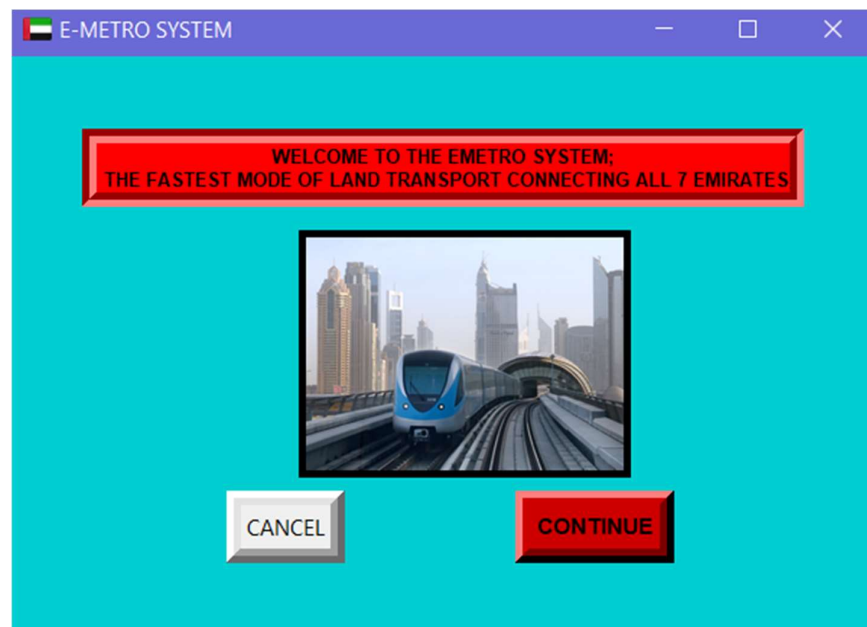 E-METRO SYSTEM
WELCOME TO THE EMETRO SYSTEM;
THE FASTEST MODE OF LAND TRANSPORT CONNECTING ALL 7 EMIRATES
CANCEL
CONTINUE